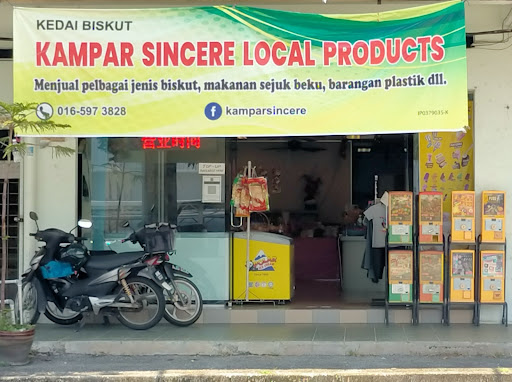 KEDAI BISKUT
KAMPAR SINCERE LOCAL PRODUCTS
Menjual pelbagai jenis biskut, makanan sejuk beku, barangan plastik dll.
016-597 3828
kamparsincere